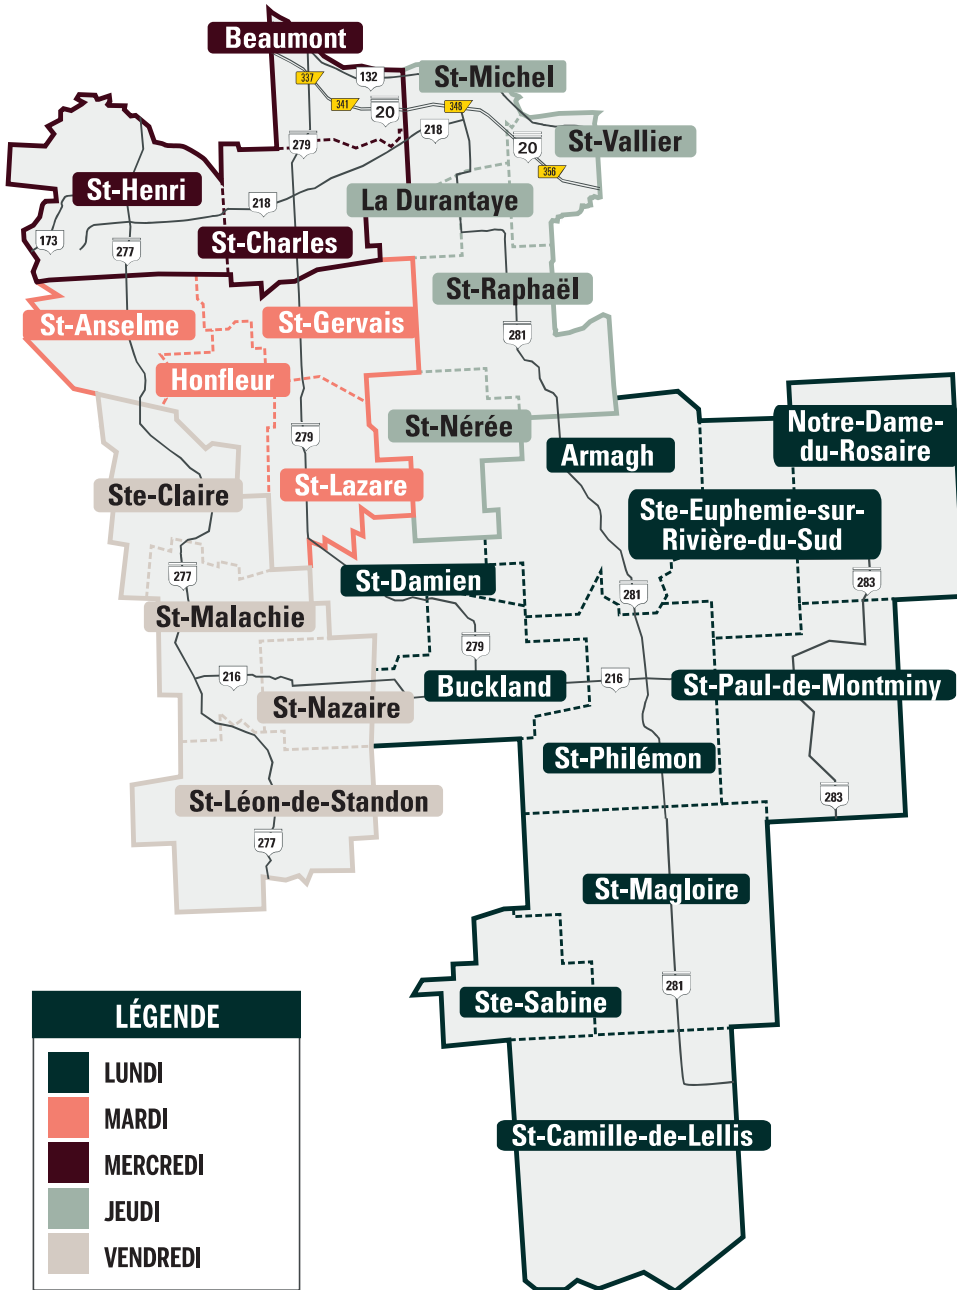 Beaumont
337
132
St-Michel
341
20
348
218
279
20
St-Vallier
356
St-Henri
La Durantaye
218
173
277
St-Charles
St-Raphaël
St-Anselme
St-Gervais
281
Honfleur
Notre-Dame-
du-Rosaire
St-Nérée
279
Armagh
St-Lazare
Ste-Claire
Ste-Euphemie-sur-
Rivière-du-Sud
277
St-Damien
281
283
St-Malachie
279
216
Buckland
216
St-Paul-de-Montminy
St-Nazaire
St-Philémon
St-Léon-de-Standon
283
277
St-Magloire
281
Ste-Sabine
St-Camille-de-Lellis
LÉGENDE
LUNDI
MARDI
MERCREDI
JEUDI
VENDREDI